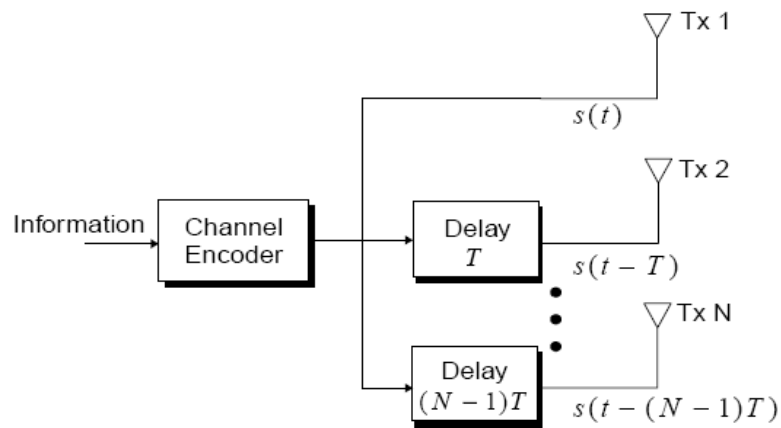 Tx 1
s(t)
Information
Channel
Encoder
Delay
T
Tx 2
s(t − T)
Delay
(N − 1)T
Tx N
s(t − (N − 1)T)